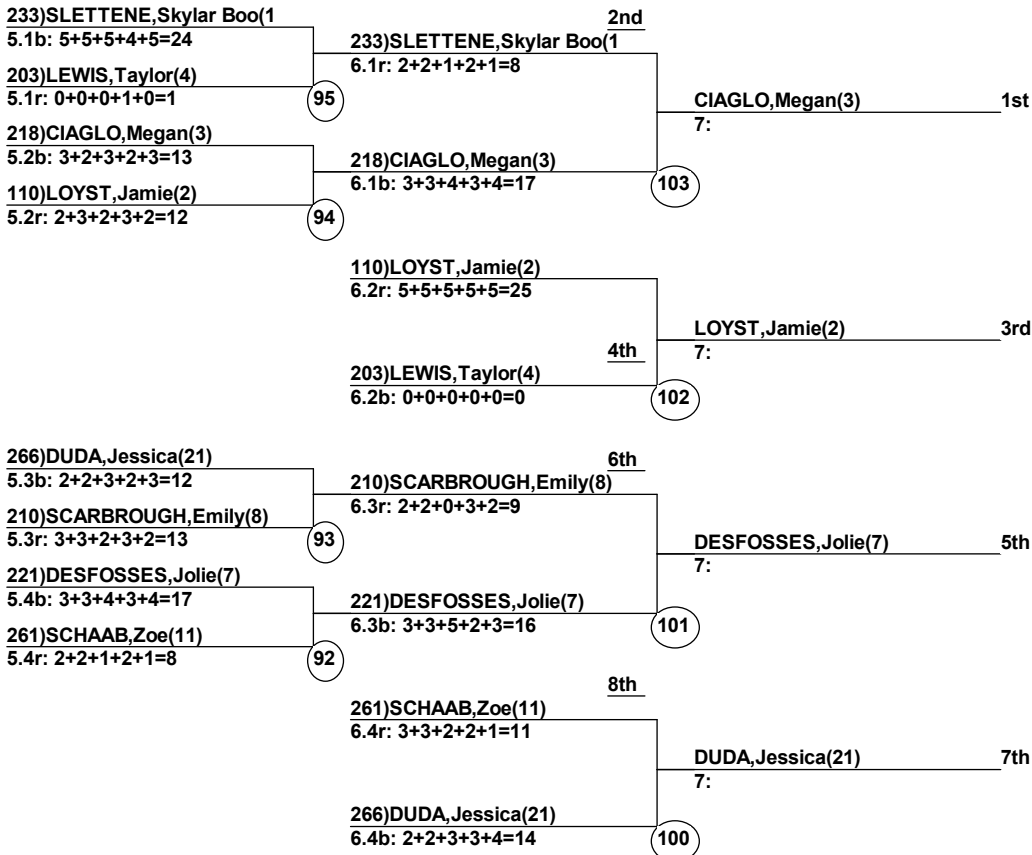 233)SLETTENE,Skylar Boo(1
5.1b: 5+5+5+4+5=24
203)LEWIS,Taylor(4)
5.1r: 0+0+0+1+0=1
95
218)CIAGLO,Megan(3)
5.2b: 3+2+3+2+3=13
110)LOYST,Jamie(2)
5.2r: 2+3+2+3+2=12
94
2nd
233)SLETTENE,Skylar Boo(1
6.1r: 2+2+1+2+1=8
218)CIAGLO,Megan(3)
6.1b: 3+3+4+3+4=17
103
CIAGLO,Megan(3)
1st
7:
110)LOYST,Jamie(2)
6.2r: 5+5+5+5+5=25
4th
203)LEWIS,Taylor(4)
6.2b: 0+0+0+0+0=0
102
LOYST,Jamie(2)
3rd
7:
266)DUDA,Jessica(21)
5.3b: 2+2+3+2+3=12
210)SCARBROUGH,Emily(8)
5.3r: 3+3+2+3+2=13
93
221)DESFOSSES,Jolie(7)
5.4b: 3+3+4+3+4=17
261)SCHAAB,Zoe(11)
5.4r: 2+2+1+2+1=8
92
6th
210)SCARBROUGH,Emily(8)
6.3r: 2+2+0+3+2=9
221)DESFOSSES,Jolie(7)
6.3b: 3+3+5+2+3=16
101
DESFOSSES,Jolie(7)
5th
7:
8th
261)SCHAAB,Zoe(11)
6.4r: 3+3+2+2+1=11
266)DUDA,Jessica(21)
6.4b: 2+2+3+3+4=14
100
DUDA,Jessica(21)
7th
7: